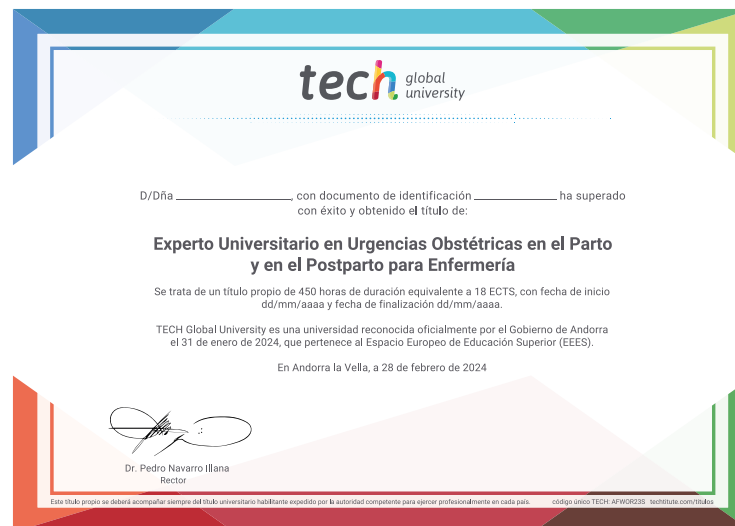 tech global university
D/Dña ____________, con documento de identificación ____________ ha superado
con éxito y obtenido el título de:
Experto Universitario en Urgencias Obstétricas en el Parto
y en el Postparto para Enfermería
Se trata de un título propio de 450 horas de duración equivalente a 18 ECTS, con fecha de inicio
dd/mm/aaaa y fecha de finalización dd/mm/aaaa.
TECH Global University es una universidad reconocida oficialmente por el Gobierno de Andorra
el 31 de enero de 2024, que pertenece al Espacio Europeo de Educación Superior (EEES).
En Andorra la Vella, a 28 de febrero de 2024
Dr. Pedro Navarro Illana
Rector
Este título propio se deberá acompañar siempre del título universitario habilitante expedido por la autoridad competente para ejercer profesionalmente en cada país. código único TECH: AFWOR23S techtitute.com/titulos